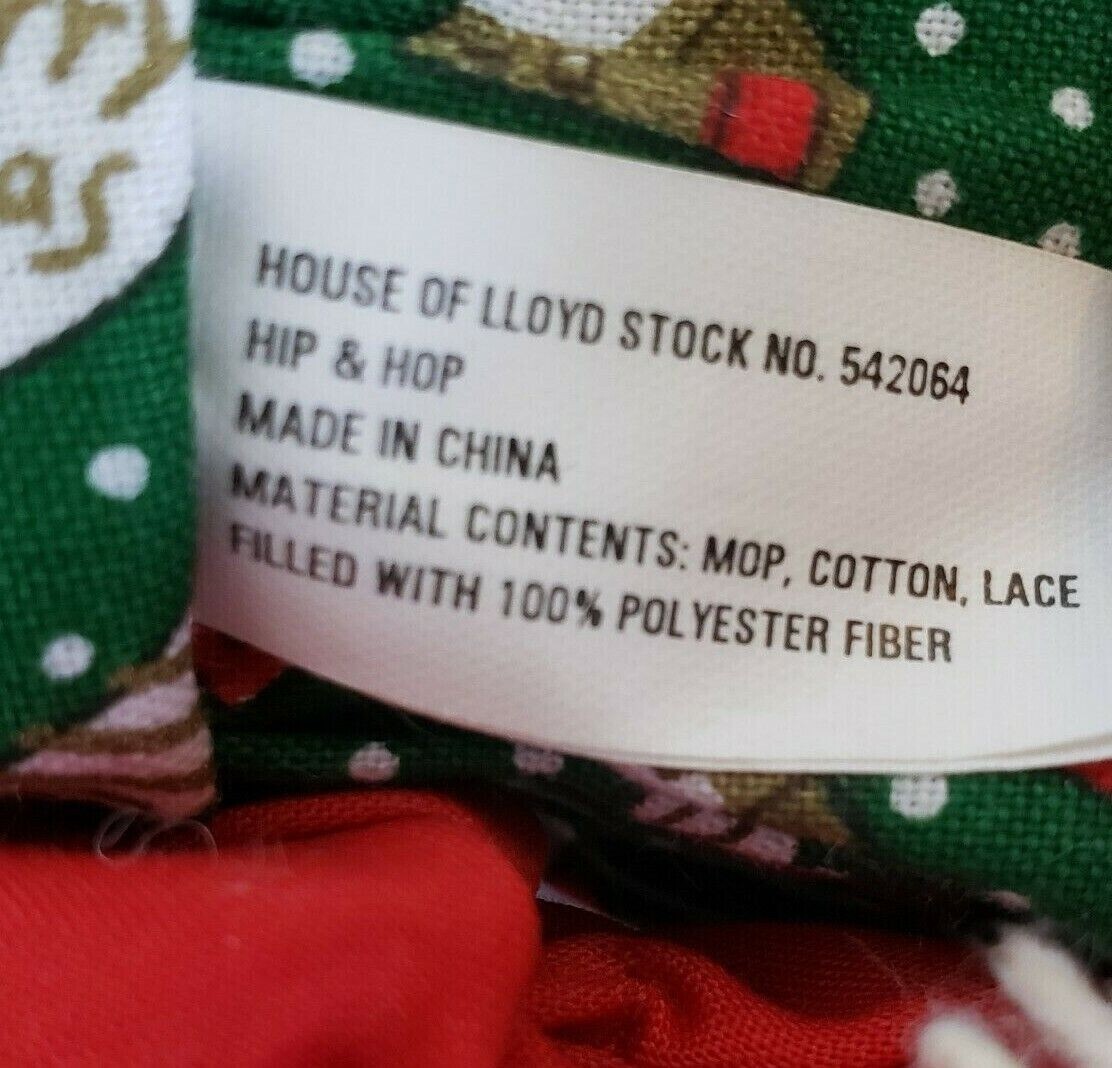 HOUSE OF LLOYD STOCK NO. 542064
HIP & HOP
MADE IN CHINA
MATERIAL CONTENTS: MOP, COTTON, LACE
FILLED WITH 100% POLYESTER FIBER